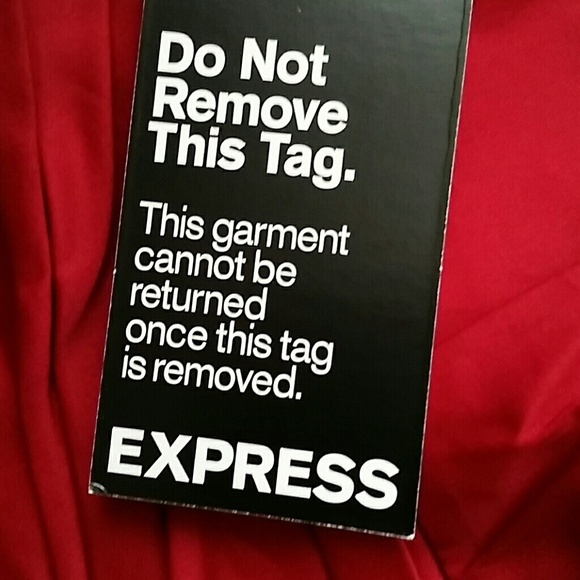 Do Not
Remove
This Tag.
This garment
cannot be
returned
once this tag
is removed.
EXPRESS